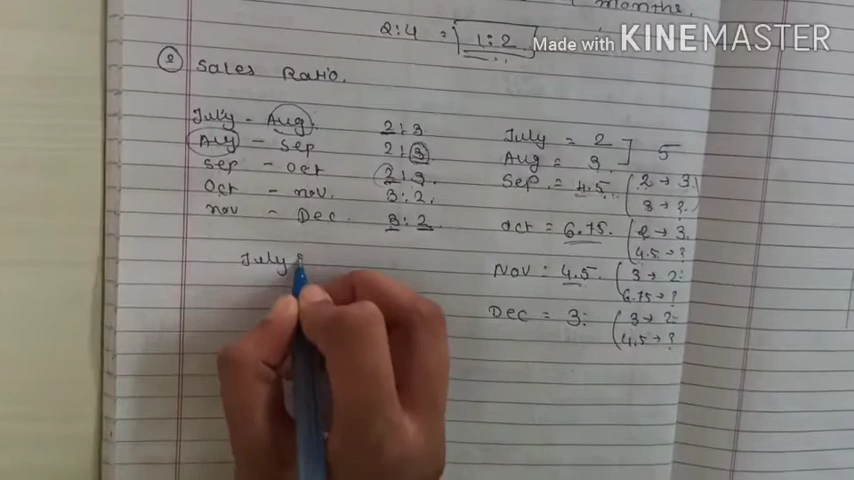 months.
2:4 = 1:2
Made with KINEMASTER
2 Sales Ratio.
July - Aug. 2:3
Aug - Sep 2:3
Sep - Oct 2:3.
Oct - nov. 3:2.
nov - Dec. 3:2
July = 2
Aug = 3. ] 5
Sep. = 4.5 (2 → 3.
3 → ?
Oct = 6.75. (2 → 3.
4.5 → ?
Nov = 4.5. (3 → 2:
6.75 → ?
Dec = 3: (3 → 2
4.5 → ?
July :